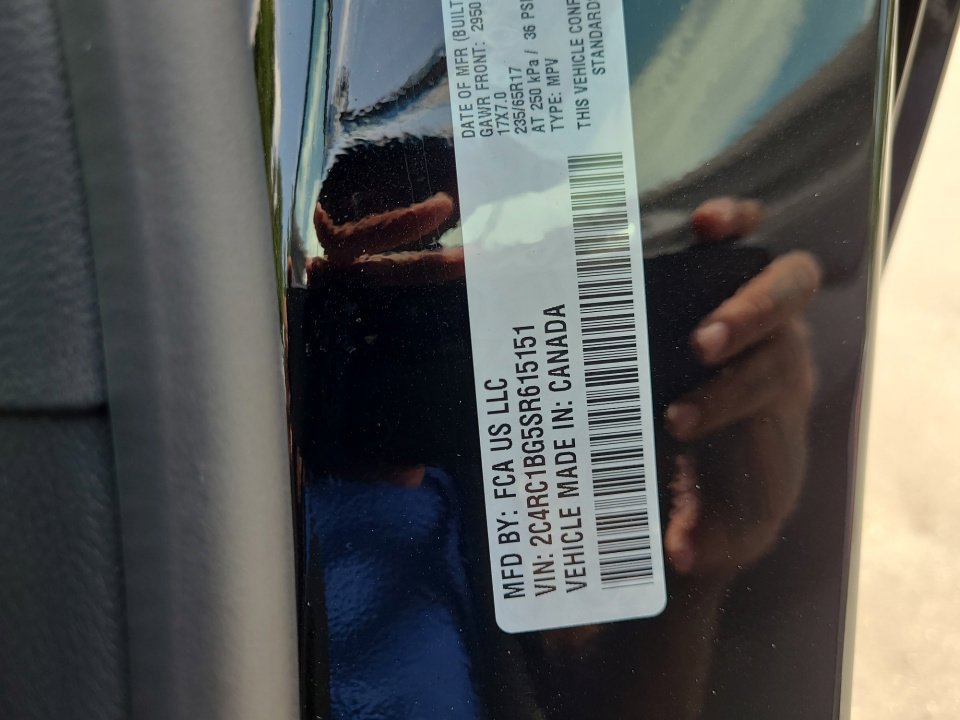 MFD BY: FCA US LLC
VIN: 2C4RC1BG5SR615151
VEHICLE MADE IN: CANADA
DATE OF MFR (BUILT
GAWR FRONT: 2950
17X7.0
235/65R17
AT 250 kPa / 36 PSI
TYPE: MPV
THIS VEHICLE
STANDARD